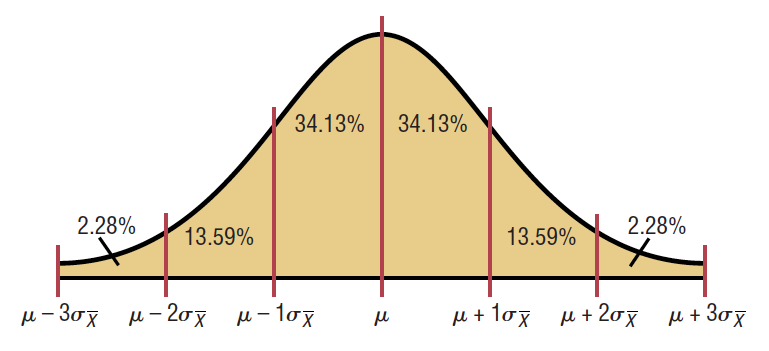 34.13% 34.13%
2.28% 13.59% 13.59% 2.28%
μ − 3σX̅ μ − 2σX̅ μ − 1σX̅ μ μ + 1σX̅ μ + 2σX̅ μ + 3σX̅